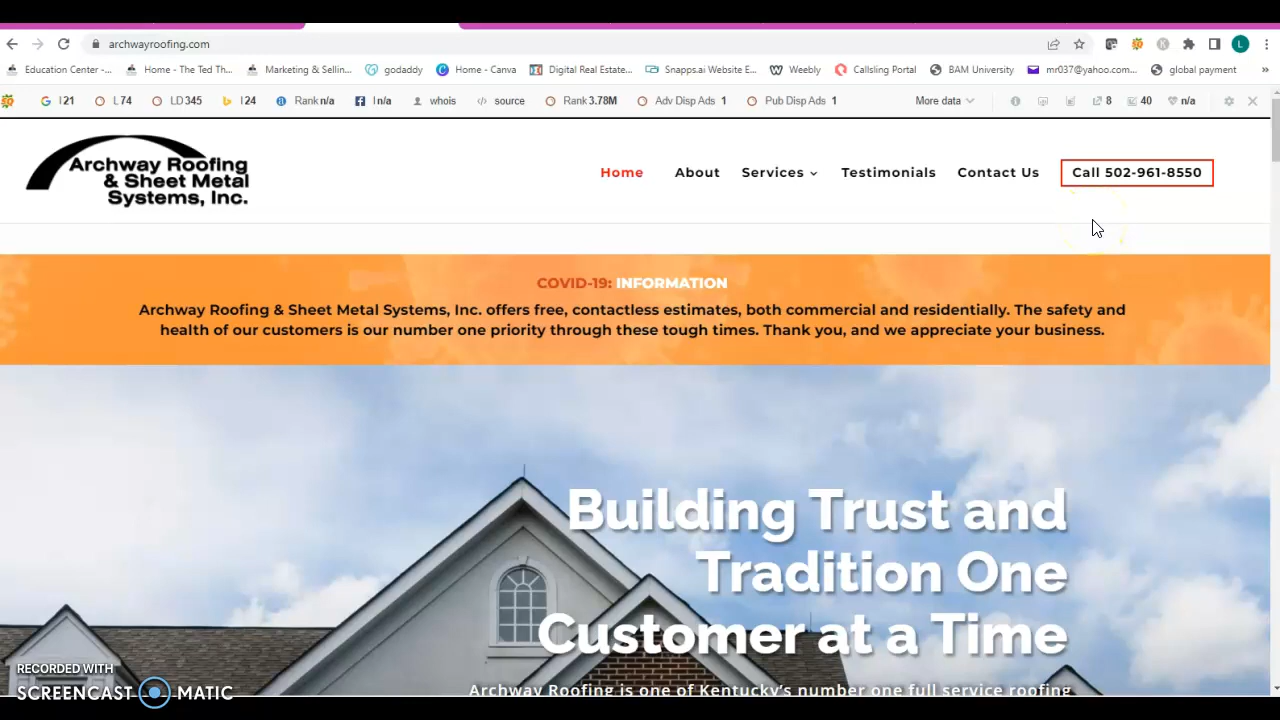 archwayroofing.com
Education Center -...
Home - The Ted Th...
Marketing & Sellin...
godaddy
Home - Canva
Digital Real Estate...
Snapps.ai Website E...
Weebly
Callsling Portal
BAM University
mr037@yahoo.com...
global payment
»
I 21
L 74
LD 345
I 24
Rank n/a
l n/a
whois
source
Rank 3.78M
Adv Disp Ads 1
Pub Disp Ads 1
More data
8
40
n/a
Archway Roofing
& Sheet Metal
Systems, Inc.
Home
About
Services
Testimonials
Contact Us
Call 502-961-8550
COVID-19: INFORMATION
Archway Roofing & Sheet Metal Systems, Inc. offers free, contactless estimates, both commercial and residentially. The safety and
health of our customers is our number one priority through these tough times. Thank you, and we appreciate your business.
Building Trust and
Tradition One
Customer at a Time
Archway Roofing is one of Kentucky's number one full service roofing
RECORDED WITH
SCREENCAST MATIC